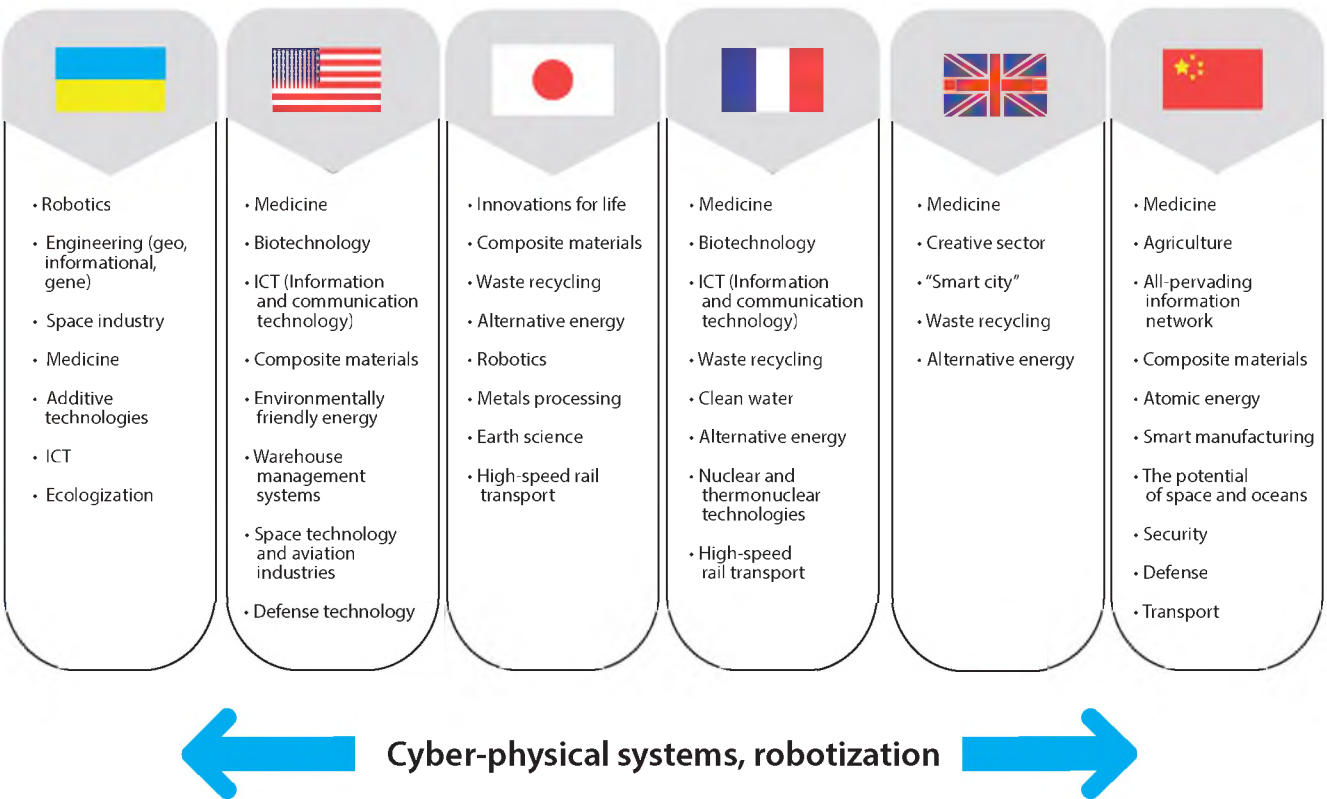 • Robotics
• Engineering (geo,
informational,
gene)
• Space industry
• Medicine
• Additive
technologies
• ICT
• Ecologization
• Medicine
• Biotechnology
• ICT (Information
and communication
technology)
• Composite materials
• Environmentally
friendly energy
• Warehouse
management
systems
• Space technology
and aviation
industries
• Defense technology
• Innovations for life
• Composite materials
• Waste recycling
• Alternative energy
• Robotics
• Metals processing
• Earth science
• High-speed rail
transport
• Medicine
• Biotechnology
• ICT (Information
and communication
technology)
• Waste recycling
• Clean water
• Alternative energy
• Nuclear and
thermonuclear
technologies
• High-speed
rail transport
• Medicine
• Creative sector
• “Smart city”
• Waste recycling
• Alternative energy
• Medicine
• Agriculture
• All-pervading
information
network
• Composite materials
• Atomic energy
• Smart manufacturing
• The potential
of space and oceans
• Security
• Defense
• Transport
Cyber-physical systems, robotization